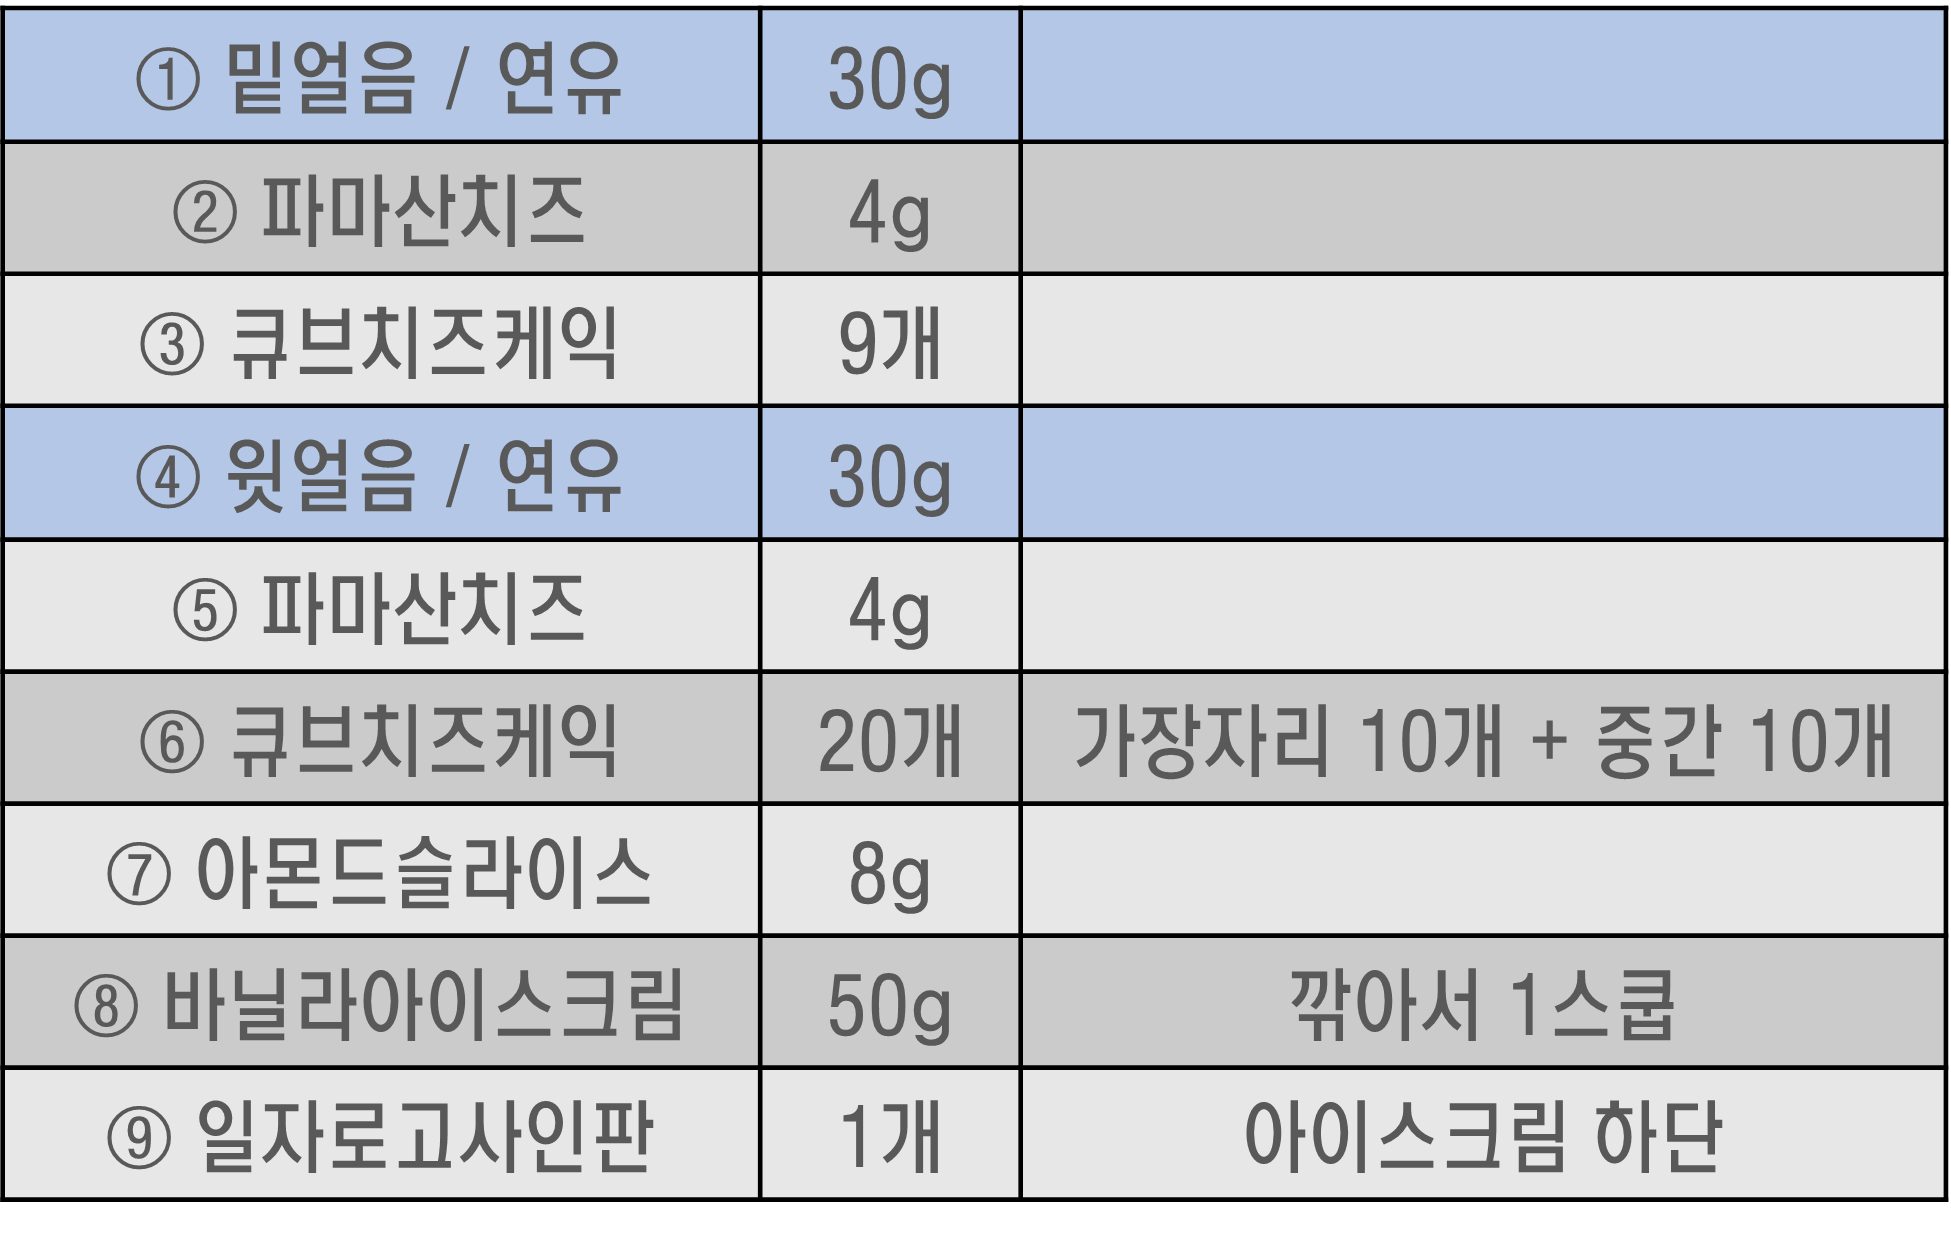 ① 밑얼음 / 연유 30g
② 파마산치즈 4g
③ 큐브치즈케익 9개
④ 윗얼음 / 연유 30g
⑤ 파마산치즈 4g
⑥ 큐브치즈케익 20개 가장자리 10개 + 중간 10개
⑦ 아몬드슬라이스 8g
⑧ 바닐라아이스크림 50g 깎아서 1스쿱
⑨ 일자로고사인판 1개 아이스크림 하단